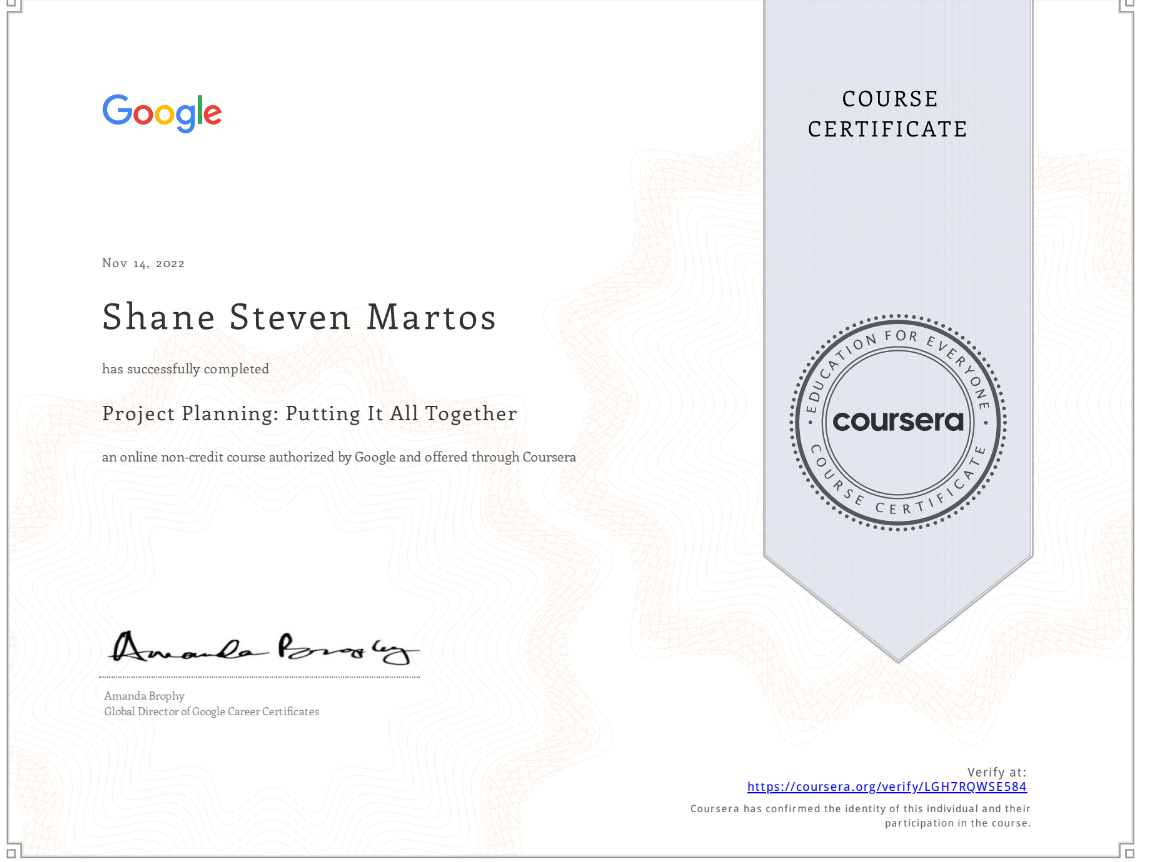 Google
COURSE
CERTIFICATE
Nov 14, 2022
Shane Steven Martos
has successfully completed
Project Planning: Putting It All Together
an online non-credit course authorized by Google and offered through Coursera
EDUCATION FOR EVERYONE
coursera
COURSE CERTIFICATE
Amanda Brophy
Amanda Brophy
Global Director of Google Career Certificates
Verify at:
https://coursera.org/verify/LGH7RQWSE584
Coursera has confirmed the identity of this individual and their
participation in the course.